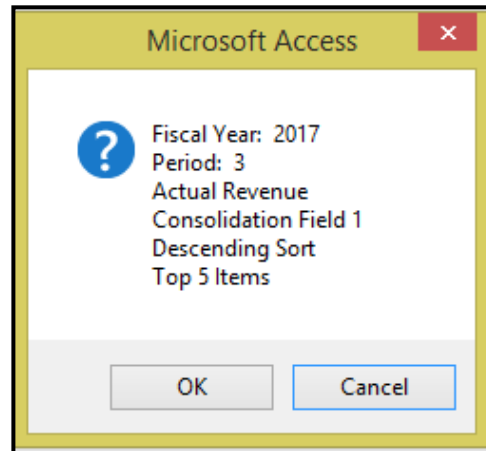 Microsoft Access
Fiscal Year: 2017
Period: 3
Actual Revenue
Consolidation Field 1
Descending Sort
Top 5 Items
OK
Cancel